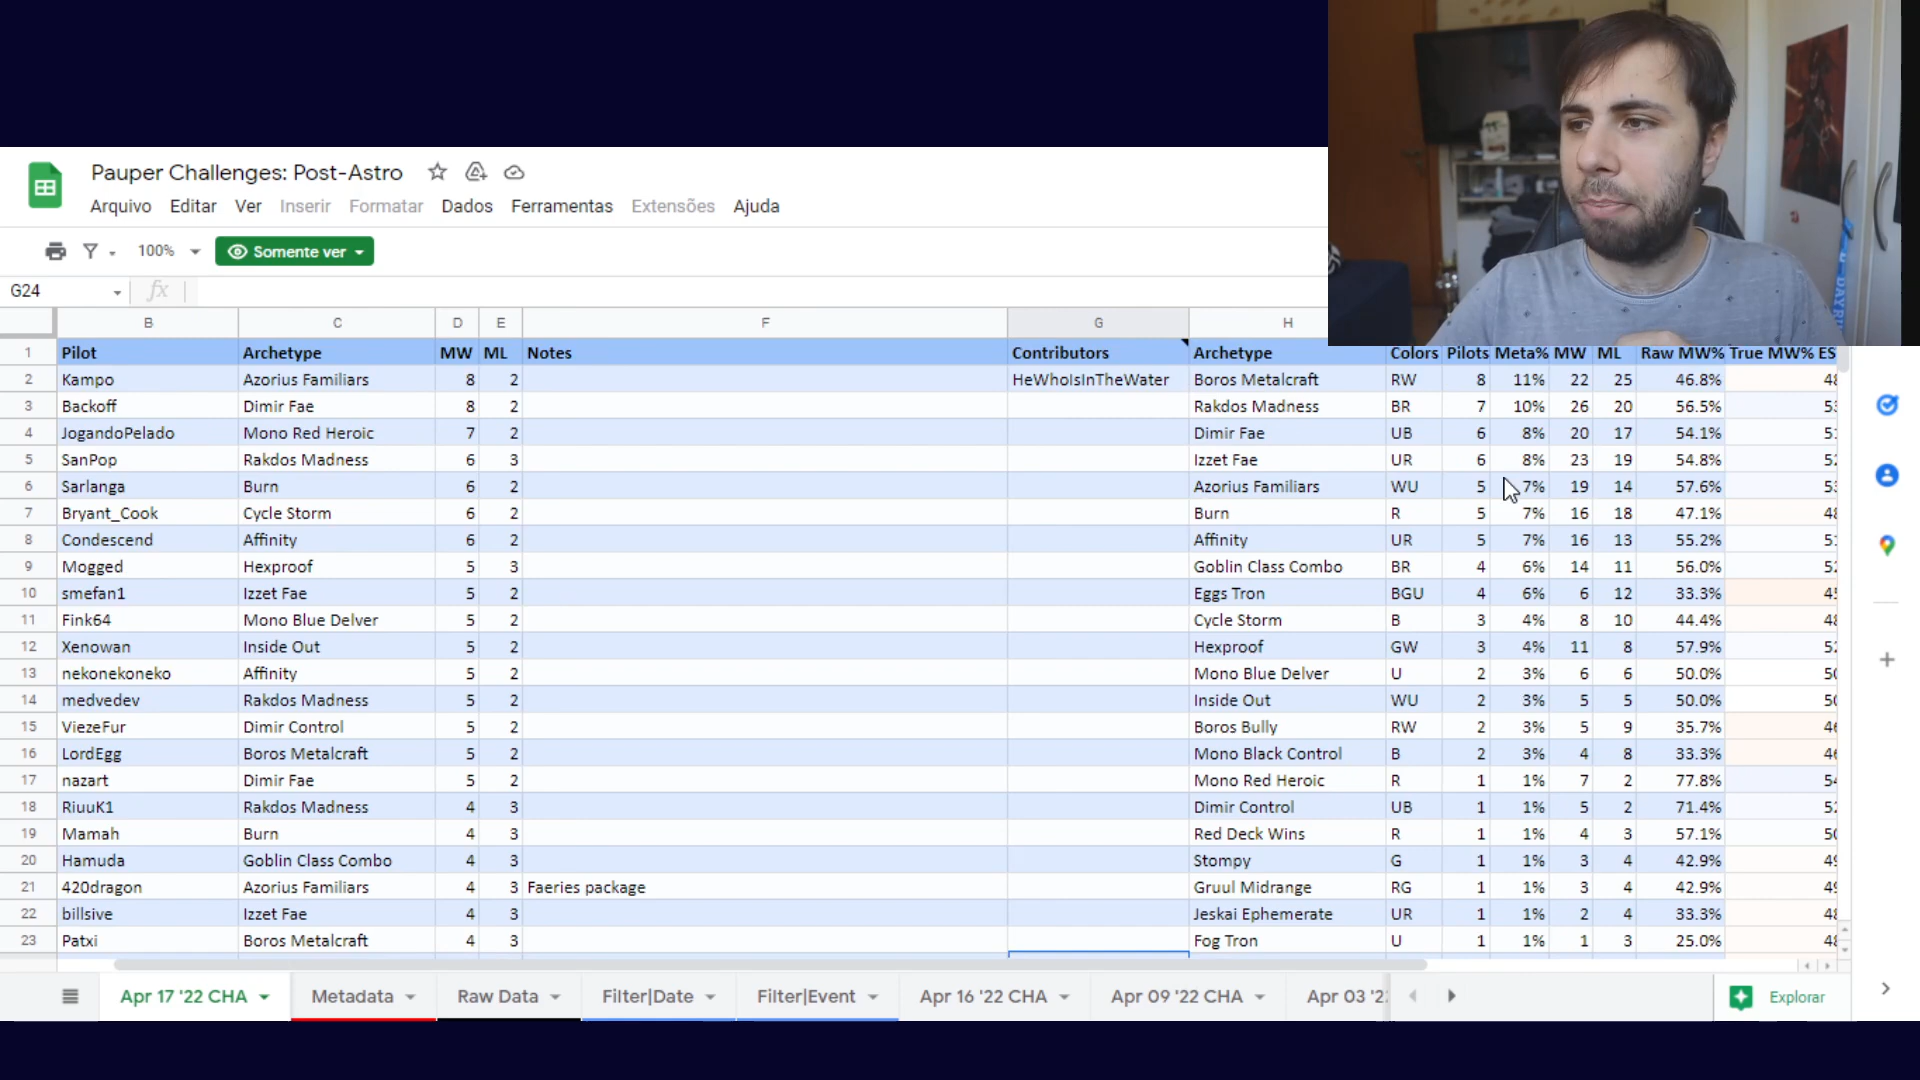 Pauper Challenges: Post-Astro
Arquivo Editar Ver Inserir Formatar Dados Ferramentas Extensões Ajuda
100% Somente ver
G24 fx
B C D E F G H
1 Pilot Archetype MW ML Notes Contributors Archetype Colors Pilots Meta% MW ML Raw MW% True MW% ES
2 Kampo Azorius Familiars 8 2 HeWhoIsInTheWater Boros Metalcraft RW 8 11% 22 25 46.8% 48
3 Backoff Dimir Fae 8 2 Rakdos Madness BR 7 10% 26 20 56.5%
4 JogandoPelado Mono Red Heroic 7 2 Dimir Fae UB 6 8% 20 17 54.1%
5 SanPop Rakdos Madness 6 3 Izzet Fae UR 6 8% 23 19 54.8%
6 Sarlanga Burn 6 2 Azorius Familiars WU 5 7% 19 14 57.6%
7 Bryant_Cook Cycle Storm 6 2 Burn R 5 7% 16 18 47.1% 48
8 Condescend Affinity 6 2 Affinity UR 5 7% 16 13 55.2%
9 Mogged Hexproof 5 3 Goblin Class Combo BR 4 6% 14 11 56.0%
10 smefan1 Izzet Fae 5 2 Eggs Tron BGU 4 6% 6 12 33.3%
11 Fink64 Mono Blue Delver 5 2 Cycle Storm B 3 4% 8 10 44.4% 48
12 Xenowan Inside Out 5 2 Hexproof GW 3 4% 11 8 57.9%
13 nekonekoneko Affinity 5 2 Mono Blue Delver U 2 3% 6 6 50.0% 50
14 medvedev Rakdos Madness 5 2 Inside Out WU 2 3% 5 5 50.0% 50
15 ViezeFur Dimir Control 5 2 Boros Bully RW 2 3% 5 9 35.7% 46
16 LordEgg Boros Metalcraft 5 2 Mono Black Control B 2 3% 4 8 33.3% 46
17 nazart Dimir Fae 5 2 Mono Red Heroic R 1 1% 7 2 77.8% 54
18 RiuuK1 Rakdos Madness 4 3 Dimir Control UB 1 1% 5 2 71.4%
19 Mamah Burn 4 3 Red Deck Wins R 1 1% 4 3 57.1% 50
20 Hamuda Goblin Class Combo 4 3 Stompy G 1 1% 3 4 42.9% 49
21 420dragon Azorius Familiars 4 3 Faeries package Gruul Midrange RG 1 1% 3 4 42.9% 49
22 billsive Izzet Fae 4 3 Jeskai Ephemerate UR 1 1% 2 4 33.3% 48
23 Patxi Boros Metalcraft 4 3 Fog Tron U 1 1% 1 3 25.0% 48
Apr 17 '22 CHA Metadata Raw Data Filter|Date Filter|Event Apr 16 '22 CHA Apr 09 '22 CHA Apr 03 '2 Explorar